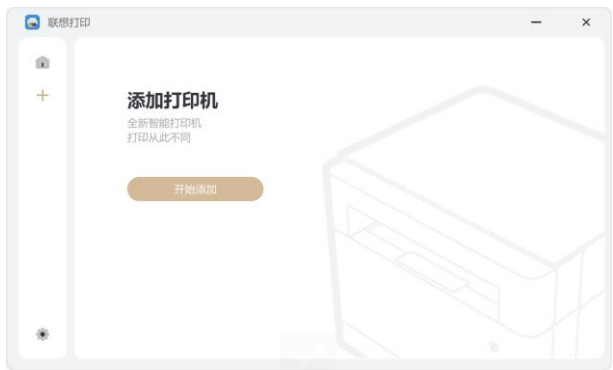 联想打印
添加打印机
全新智能打印机
打印从此不同
开始添加